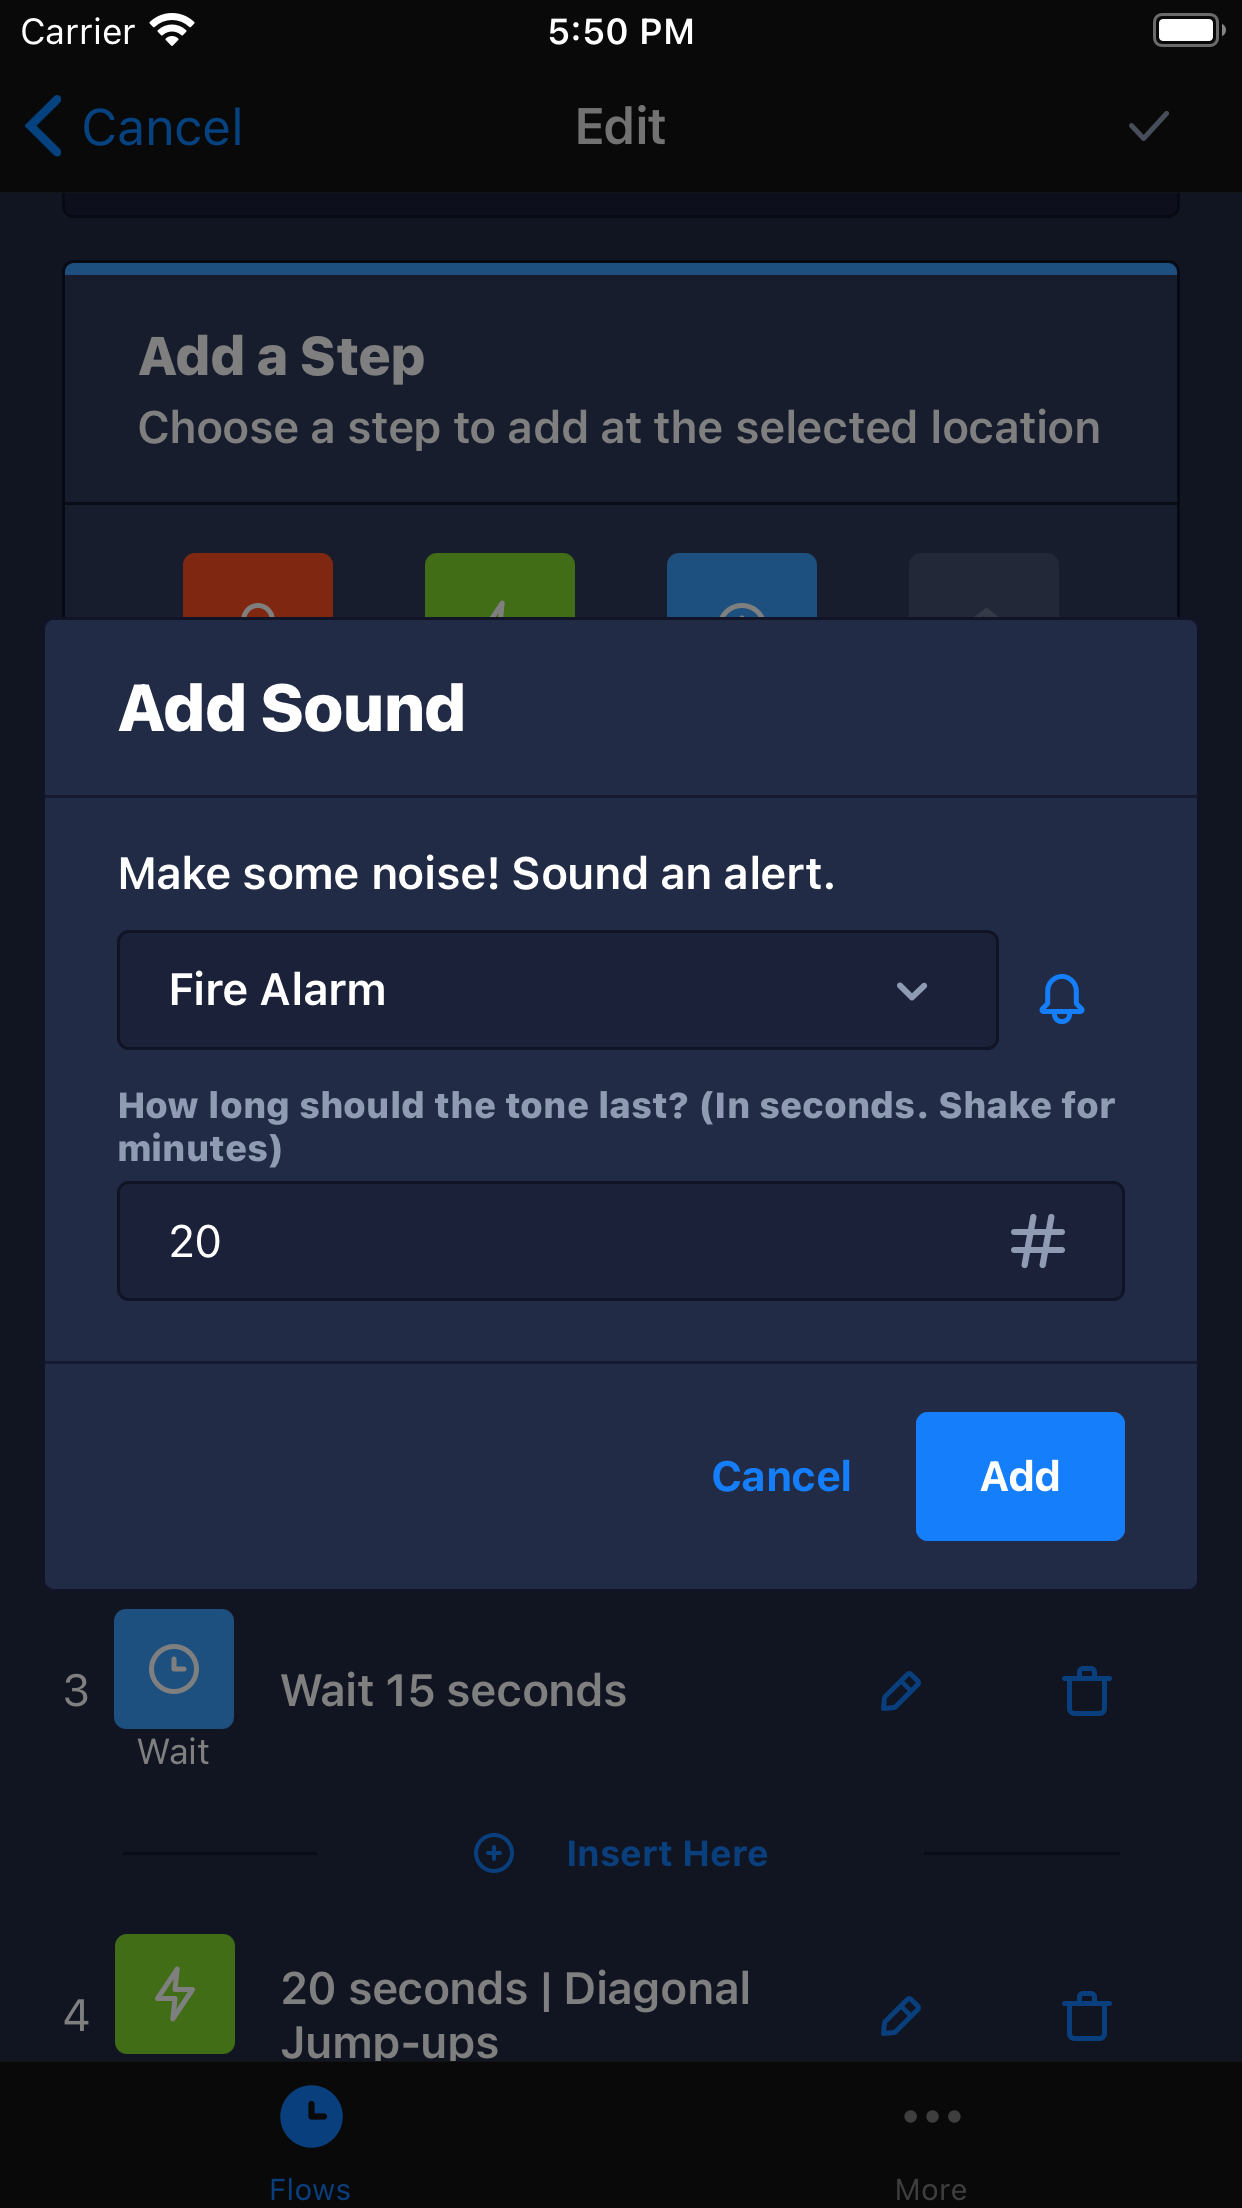 Carrier
5:50 PM
Cancel
Edit
Add a Step
Choose a step to add at the selected location
Add Sound
Make some noise! Sound an alert.
Fire Alarm
How long should the tone last? (In seconds. Shake for
minutes)
20
Cancel
Add
3
Wait 15 seconds
Wait
Insert Here
4
20 seconds | Diagonal
Jump-ups
Flows
More